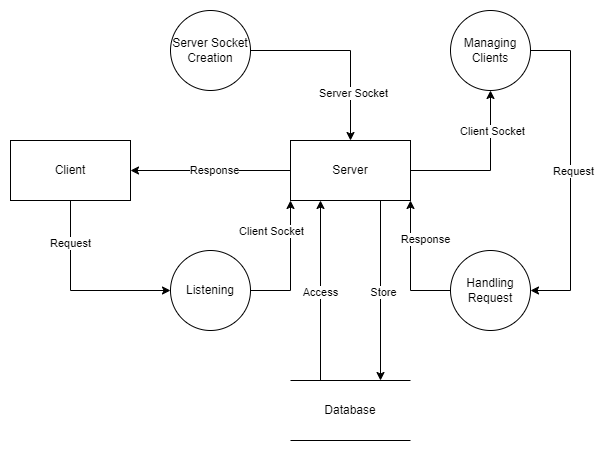 Server Socket
Creation
Managing
Clients
Server Socket
Client Socket
Client
Response
Server
Request
Client Socket
Response
Request
Listening
Access
Store
Handling
Request
Database